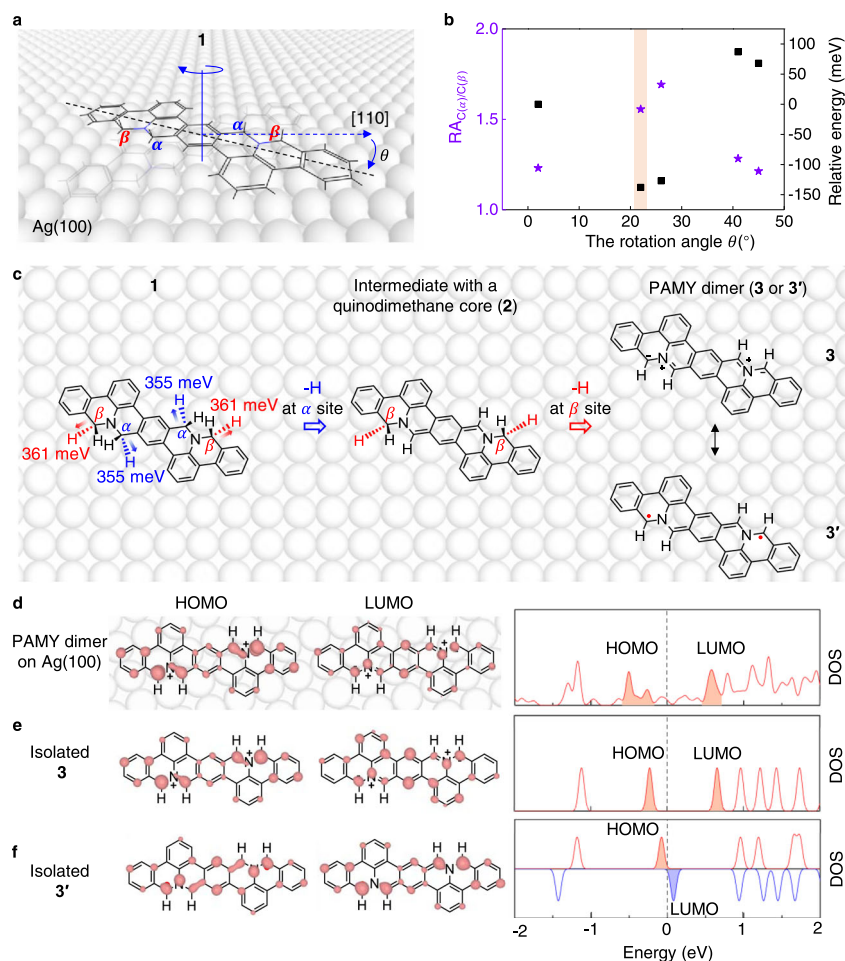 a
1
[110]
α
β
β
α
θ
Ag(100)
b
2.0
1.5
1.0
RA C(α)/C(β)
100
50
0
-50
-100
-150
Relative energy (meV)
0 10 20 30 40 50
The rotation angle θ(°)
c
1
Intermediate with a
quinodimethane core (2)
PAMY dimer (3 or 3′)
355 meV
H
361 meV
H
β
N
α
H
α
H
N
β
H
H
H
361 meV
H
355 meV
-H
at α site
H
β
N
H
H
H
H
N
β
H
H
H
-H
at β site
H
H
N
+
-
N
+
H
H
3
H
H
N
N
H
H
3′
d
HOMO
LUMO
PAMY dimer
on Ag(100)
H H
N
+
N
+
H H
H H
N
+
N
+
H H
HOMO
LUMO
DOS
e
Isolated
3
H H
N
+
N
+
H H
H H
N
+
N
+
H H
HOMO
LUMO
DOS
f
Isolated
3′
H H
N
N
H H
H H
N
N
H H
HOMO
LUMO
DOS
-2 -1 0 1 2
Energy (eV)